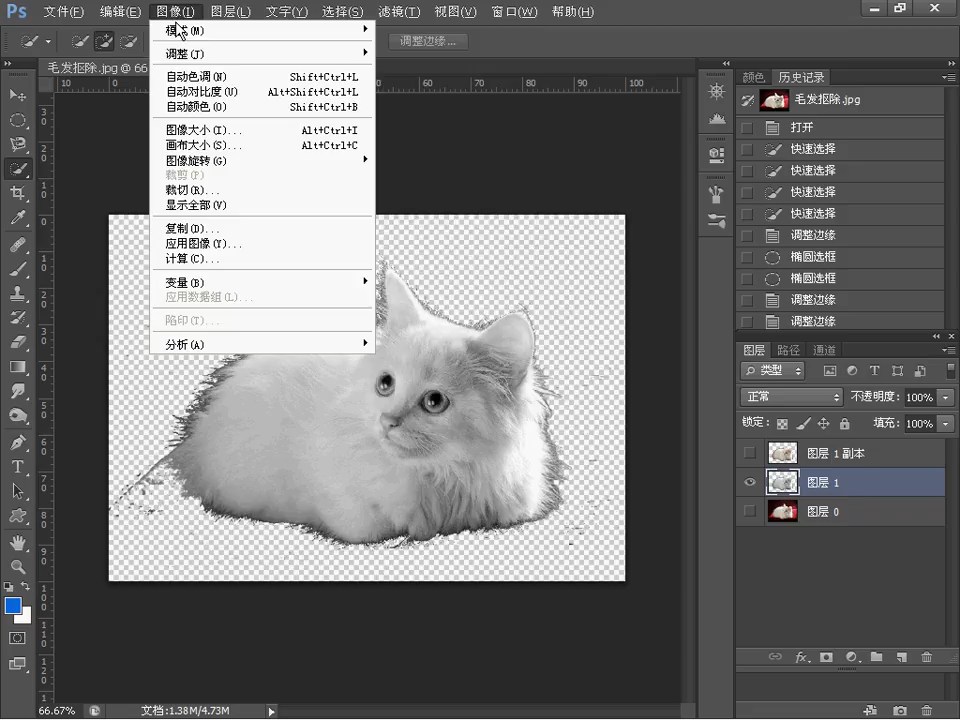 Ps 文件(F) 编辑(E) 图像(I) 图层(L) 文字(Y) 选择(S) 滤镜(T) 视图(V) 窗口(W) 帮助(H)
调整边缘...
毛发抠除.jpg @ 66
模式(M)
调整(J)
自动色调(N) Shift+Ctrl+L
自动对比度(U) Alt+Shift+Ctrl+L
自动颜色(O) Shift+Ctrl+B
图像大小(I)... Alt+Ctrl+I
画布大小(S)... Alt+Ctrl+C
图像旋转(G)
裁剪(P)
裁切(R)...
显示全部(V)
复制(D)...
应用图像(Y)...
计算(C)...
变量(B)
应用数据组(L)...
陷印(T)...
分析(A)
颜色 历史记录
毛发抠除.jpg
打开
快速选择
快速选择
快速选择
快速选择
调整边缘
椭圆选框
椭圆选框
调整边缘
调整边缘
图层 路径 通道
类型
正常 不透明度: 100%
锁定: 填充: 100%
图层 1 副本
图层 1
图层 0
66.67% 文档:1.38M/4.73M